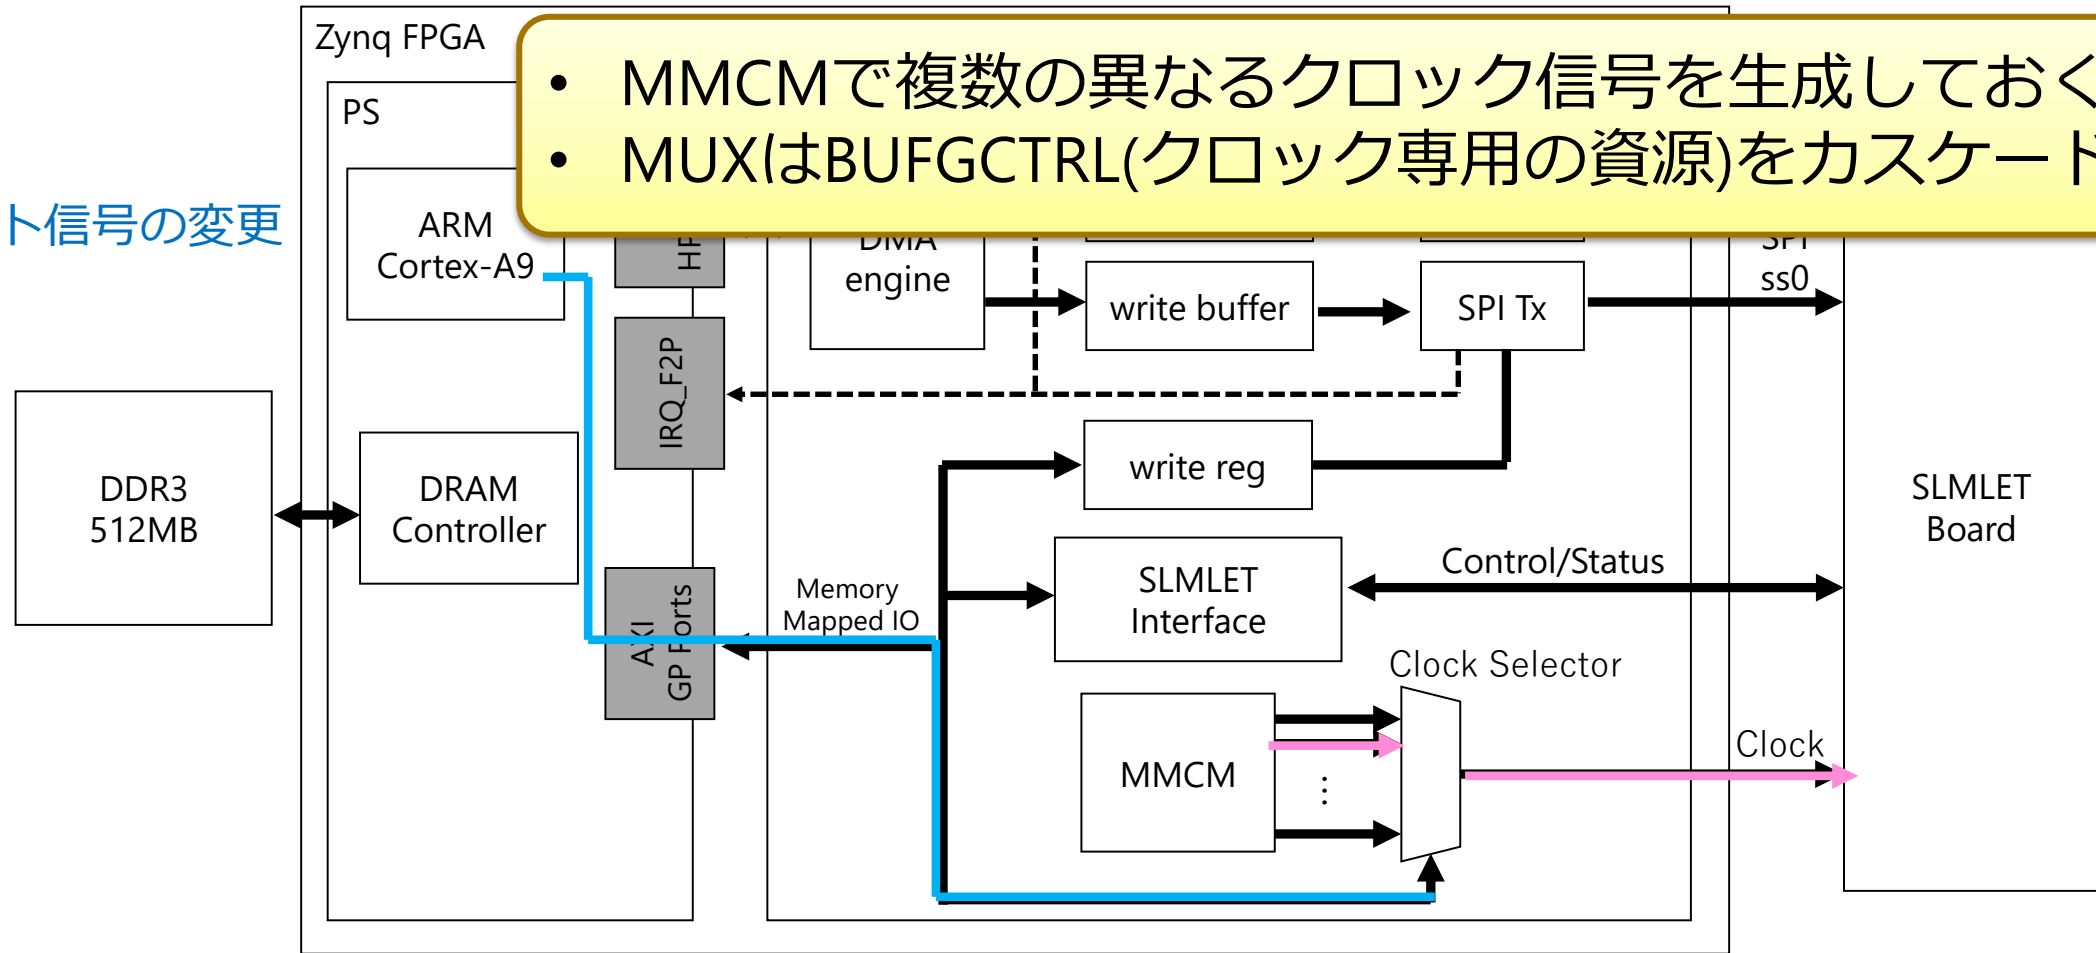 Zynq FPGA
• MMCMで複数の異なるクロック信号を生成しておく
• MUXはBUFGCTRL(クロック専用の資源)をカスケード
PS
ト信号の変更
ARM
Cortex-A9
HP
DMA
engine
write buffer
SPI Tx
SPI
ss0
IRQ_F2P
DDR3
512MB
DRAM
Controller
write reg
SLMLET
Board
AXI
GP Ports
Memory
Mapped IO
SLMLET
Interface
Control/Status
Clock Selector
MMCM
⋮
Clock